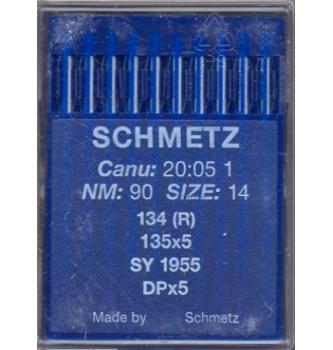 SCHMETZ
Canu: 20:05 1
NM: 90 SIZE: 14
134 (R)
135x5
SY 1955
DPx5
Made by Schmetz